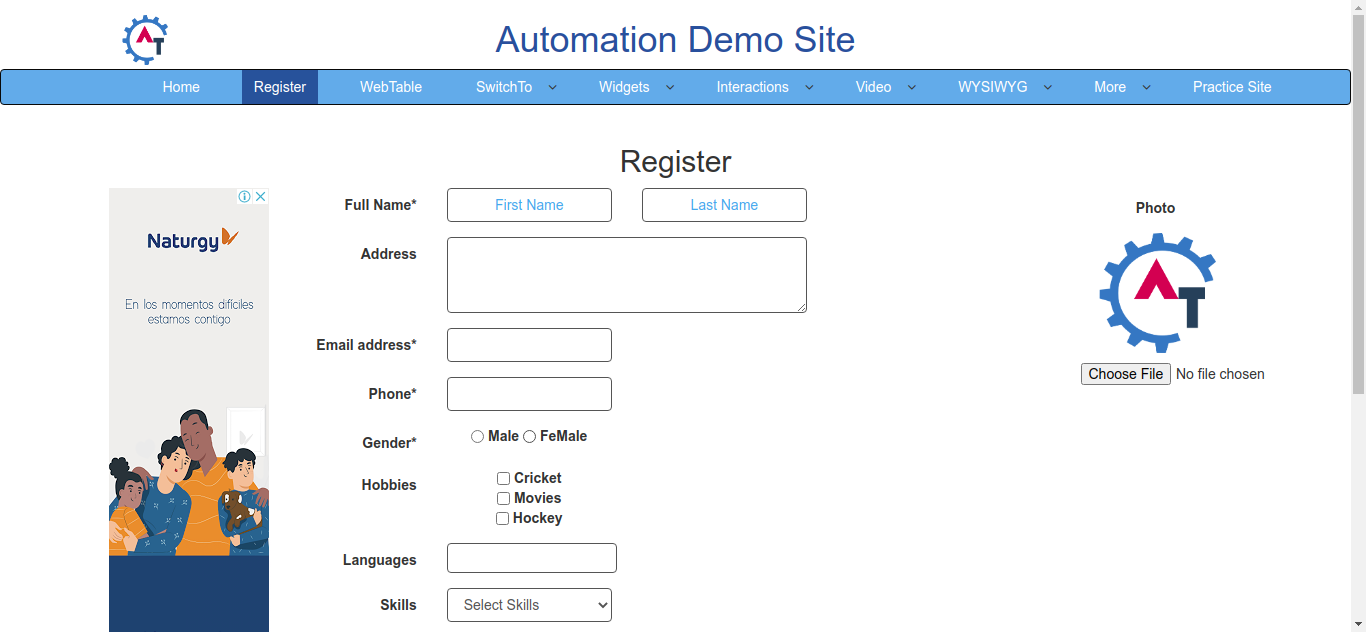 AT
Automation Demo Site
Home Register WebTable SwitchTo Widgets Interactions Video WYSIWYG More Practice Site
Register
Naturgy
En los momentos difíciles
estamos contigo
Full Name* First Name Last Name
Address
Email address*
Phone*
Gender* Male FeMale
Hobbies Cricket
Movies
Hockey
Languages
Skills Select Skills
Photo
AT
Choose File No file chosen